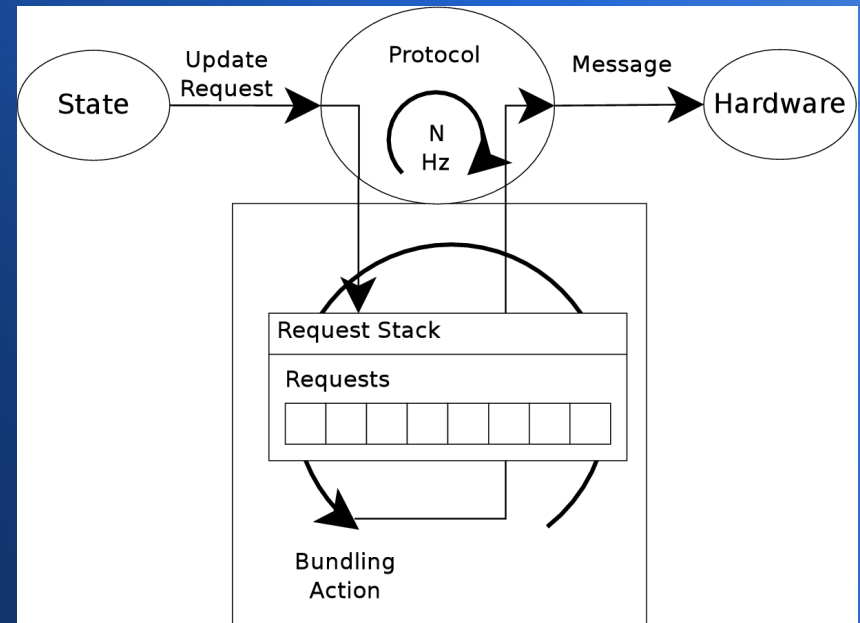 State
Update
Request
Protocol
N
Hz
Message
Hardware
Request Stack
Requests
Bundling
Action